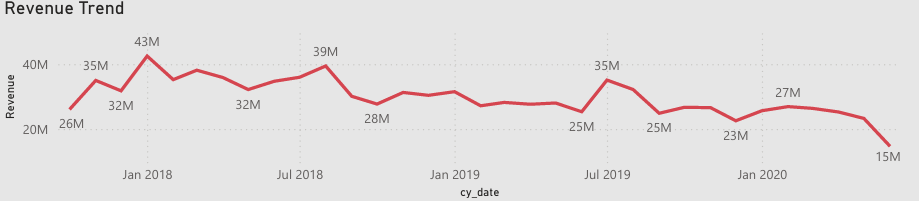 Revenue Trend
Revenue
40M
20M
26M
35M
32M
43M
32M
39M
28M
25M
35M
25M
23M
27M
15M
Jan 2018
Jul 2018
Jan 2019
Jul 2019
Jan 2020
cy_date